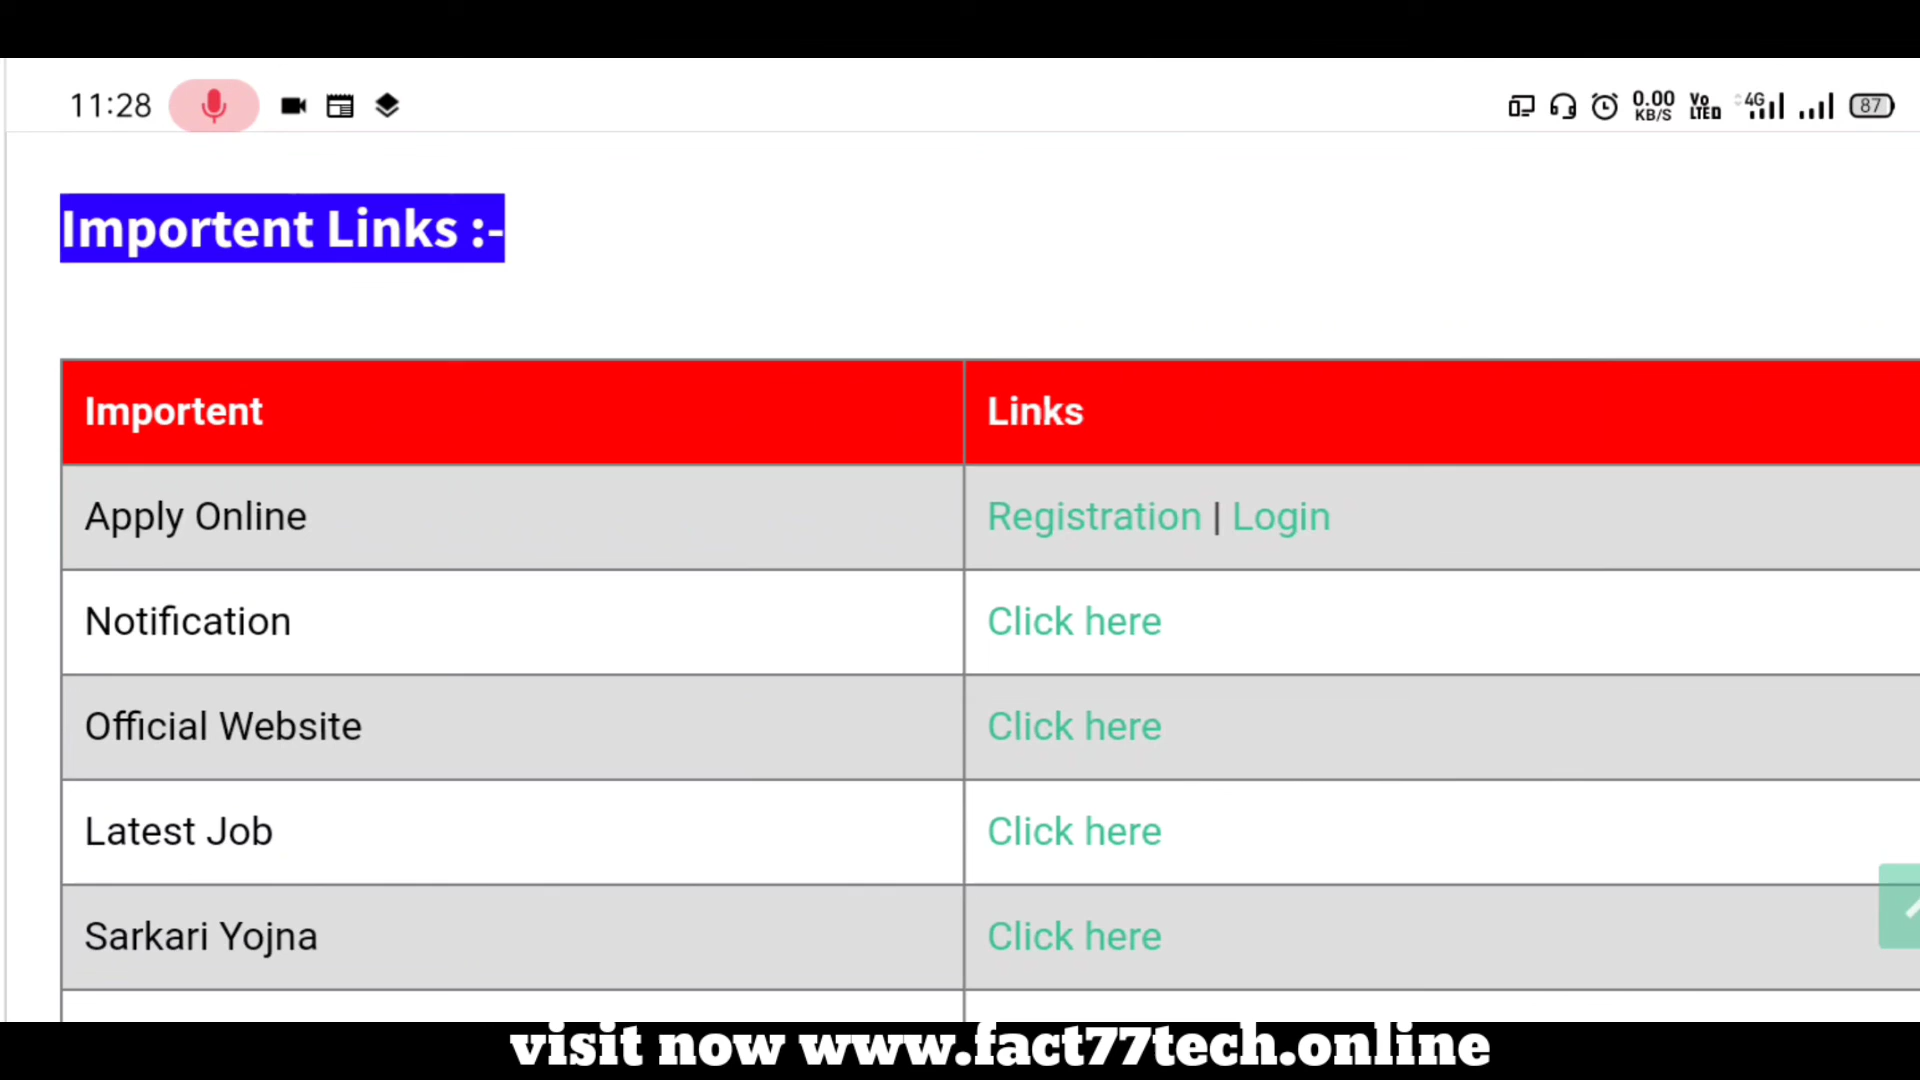 11:28 0.00 KB/S Vo LTE 4G 87
Importent Links :-
Importent Links
Apply Online Registration | Login
Notification Click here
Official Website Click here
Latest Job Click here
Sarkari Yojna Click here
visit now www.fact77tech.online